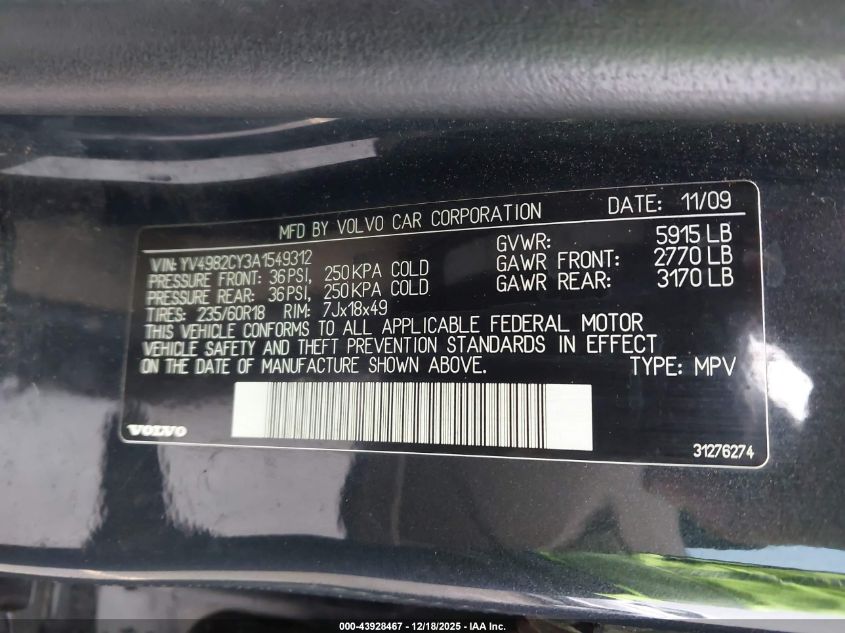 MFD BY VOLVO CAR CORPORATION DATE: 11/09
VIN: YV4982CY3A1549312 GVWR: 5915 LB
PRESSURE FRONT: 36 PSI, 250 KPA COLD GAWR FRONT: 2770 LB
PRESSURE REAR: 36 PSI, 250 KPA COLD GAWR REAR: 3170 LB
TIRES: 235/60R18 RIM: 7Jx18x49
THIS VEHICLE CONFORMS TO ALL APPLICABLE FEDERAL MOTOR
VEHICLE SAFETY AND THEFT PREVENTION STANDARDS IN EFFECT
ON THE DATE OF MANUFACTURE SHOWN ABOVE. TYPE: MPV
VOLVO 31276274
000-43928467 - 12/18/2025 - IAA Inc.